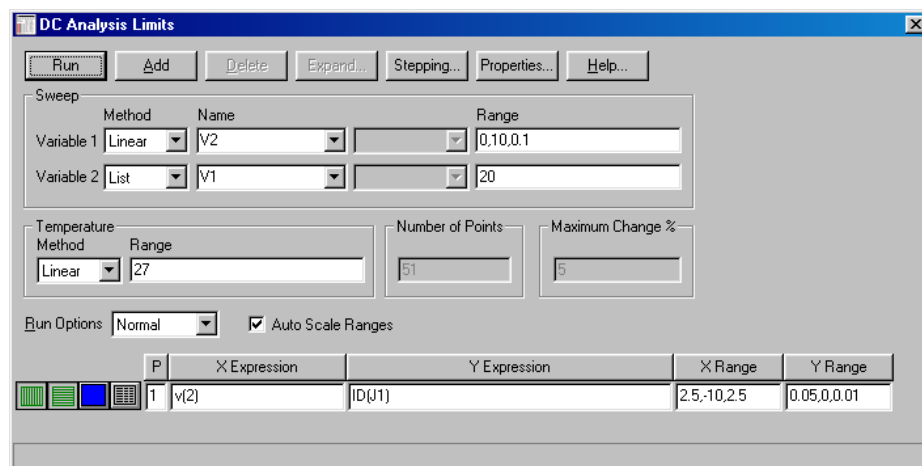 DC Analysis Limits
Run Add Delete Expand... Stepping... Properties... Help...
Sweep
Method Name Range
Variable 1 Linear V2 0,10,0.1
Variable 2 List V1 20
Temperature Number of Points Maximum Change %
Method Range
Linear 27 51 5
Run Options Normal Auto Scale Ranges
P X Expression Y Expression X Range Y Range
1 v(2) ID(J1) 2.5,-10,2.5 0.05,0,0.01